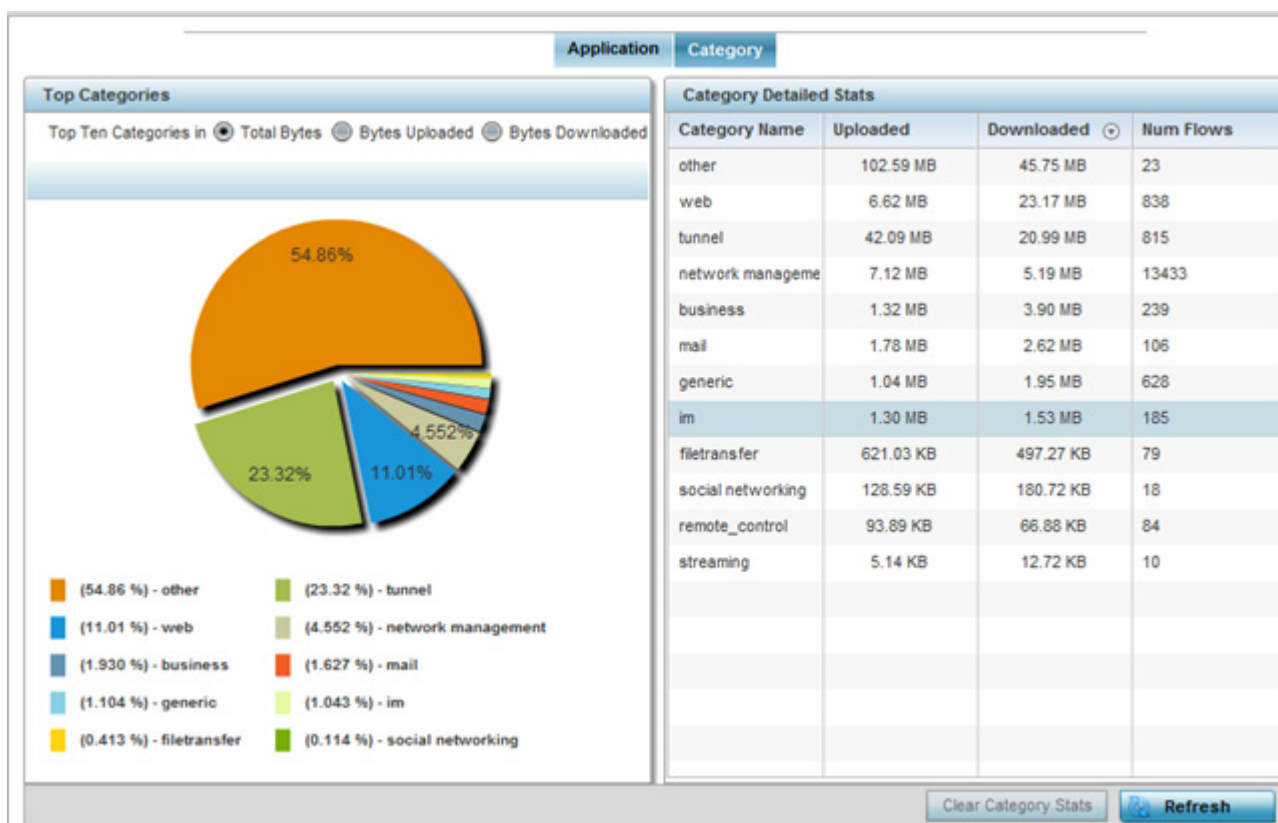 Application Category
Top Categories
Top Ten Categories in Total Bytes Bytes Uploaded Bytes Downloaded
54.86%
4.552%
23.32%
11.01%
(54.86 %) - other
(23.32 %) - tunnel
(11.01 %) - web
(4.552 %) - network management
(1.930 %) - business
(1.627 %) - mail
(1.104 %) - generic
(1.043 %) - im
(0.413 %) - filetransfer
(0.114 %) - social networking
Category Detailed Stats
Category Name Uploaded Downloaded Num Flows
other 102.59 MB 45.75 MB 23
web 6.62 MB 23.17 MB 838
tunnel 42.09 MB 20.99 MB 815
network manageme 7.12 MB 5.19 MB 13433
business 1.32 MB 3.90 MB 239
mail 1.78 MB 2.62 MB 106
generic 1.04 MB 1.95 MB 628
im 1.30 MB 1.53 MB 185
filetransfer 621.03 KB 497.27 KB 79
social networking 128.59 KB 180.72 KB 18
remote_control 93.89 KB 66.88 KB 84
streaming 5.14 KB 12.72 KB 10
Clear Category Stats Refresh